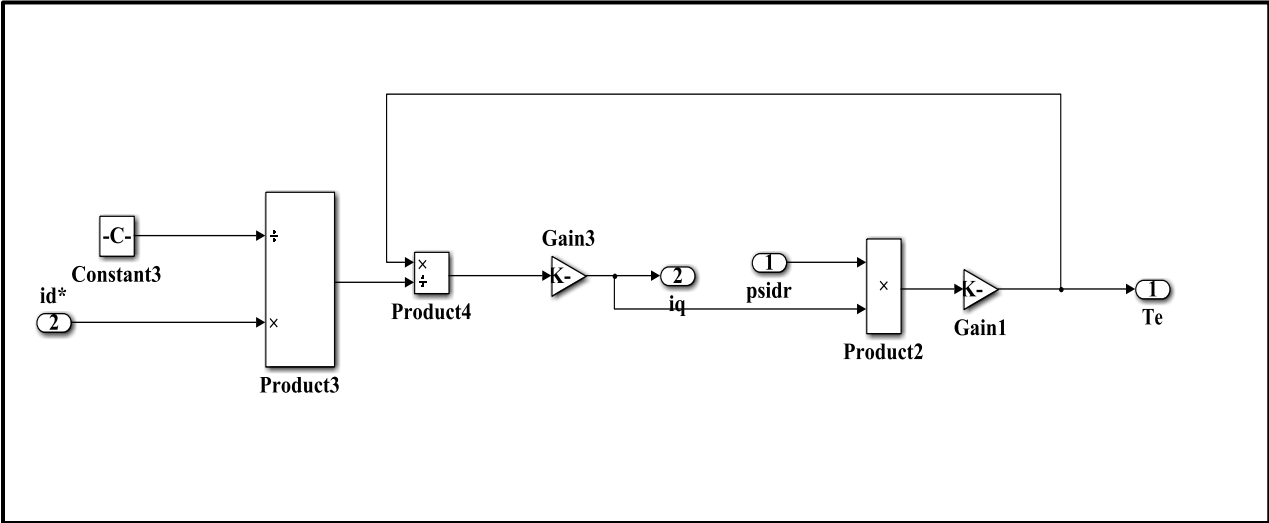 -C-
Constant3
id*
2
÷
×
Product3
×
÷
Product4
Gain3
K-
2
iq
1
psidr
×
Product2
K-
Gain1
1
Te